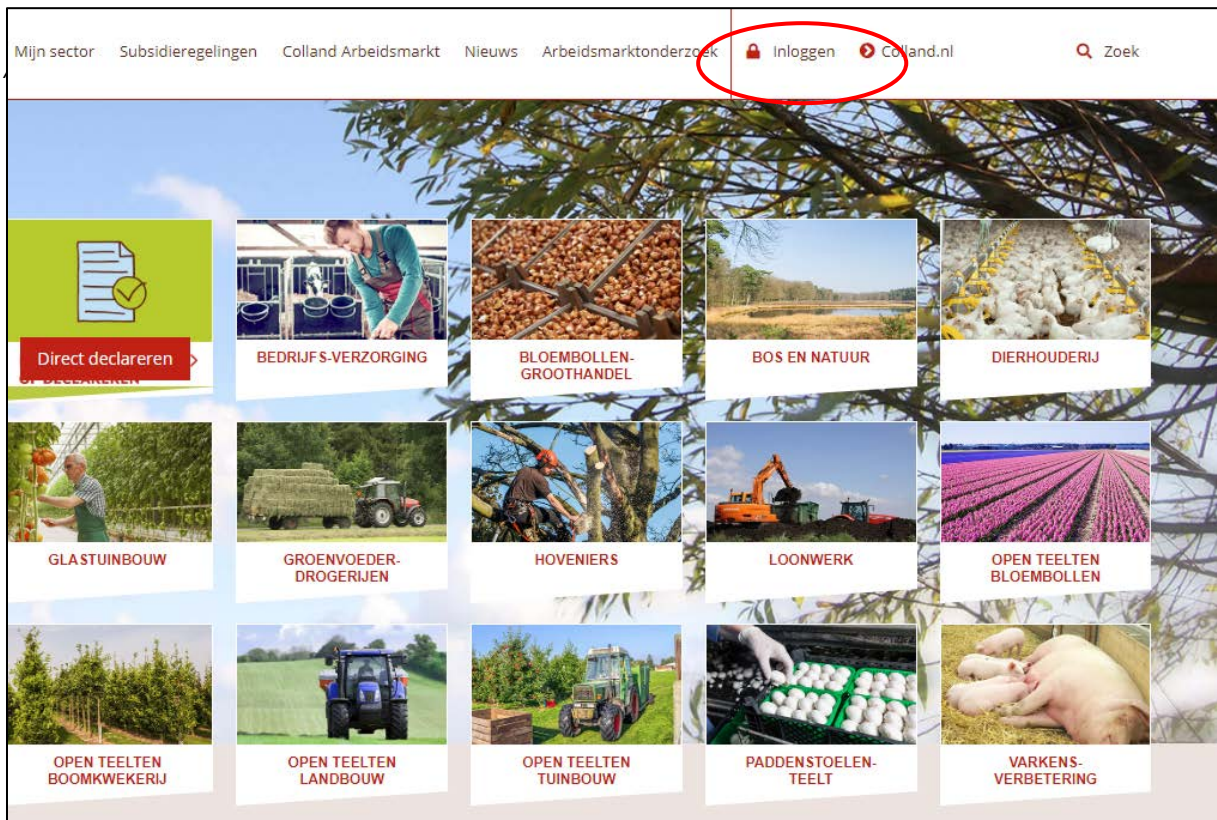 Mijn sector Subsidieregelingen Colland Arbeidsmarkt Nieuws Arbeidsmarktonderzoek Inloggen Colland.nl Zoek
Direct declareren
OF DECLAREREN
BEDRIJFS-VERZORGING
BLOEMBOLLEN-
GROOTHANDEL
BOS EN NATUUR
DIERHOUDERIJ
GLASTUINBOUW
GROENVOEDER-
DROGERIJEN
HOVENIERS
LOONWERK
OPEN TEELTEN
BLOEMBOLLEN
OPEN TEELTEN
BOOMKWEKERIJ
OPEN TEELTEN
LANDBOUW
OPEN TEELTEN
TUINBOUW
PADDENSTOELEN-
TEELT
VARKENS-
VERBETERING